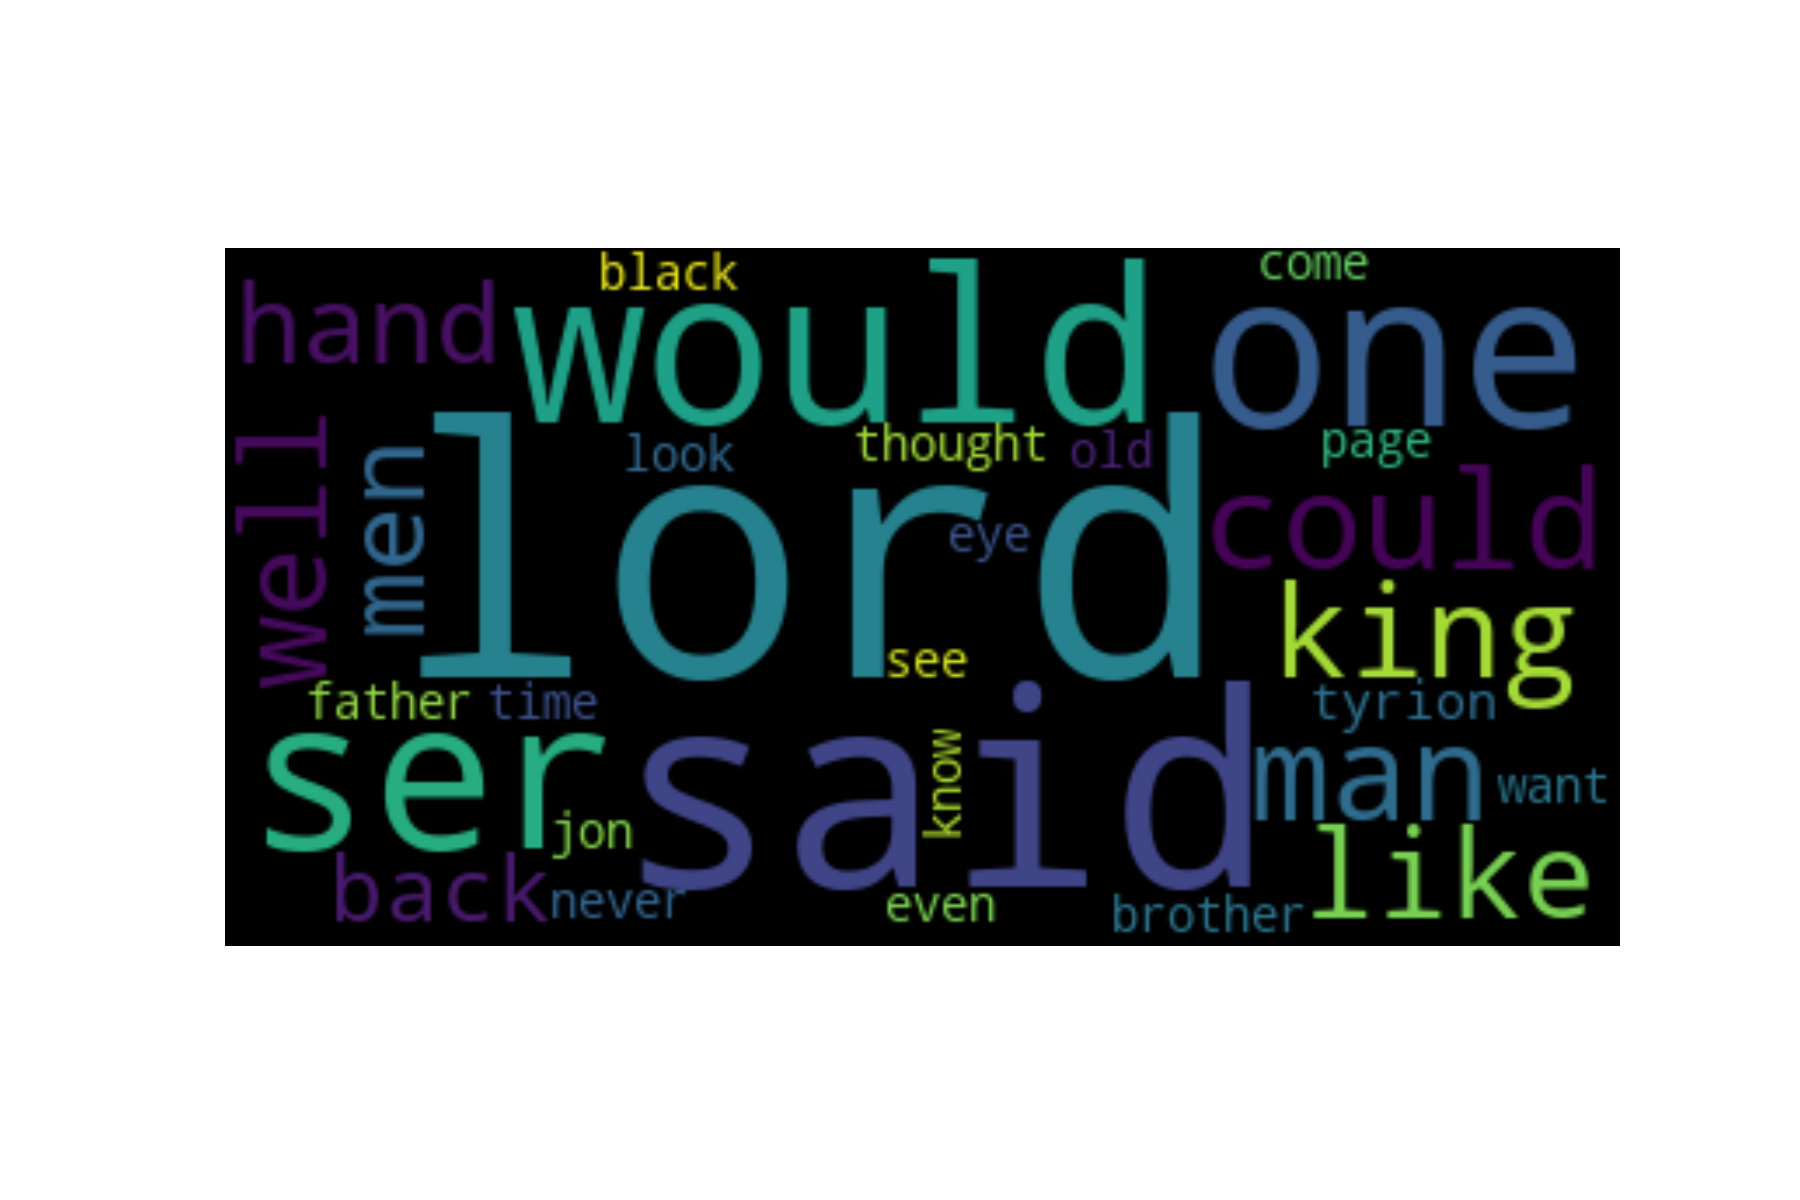 black
come
hand
would
one
well
men
look
thought
old
page
lord
eye
could
see
king
father
time
tyrion
ser
said
know
man
want
jon
back
never
even
brother
like